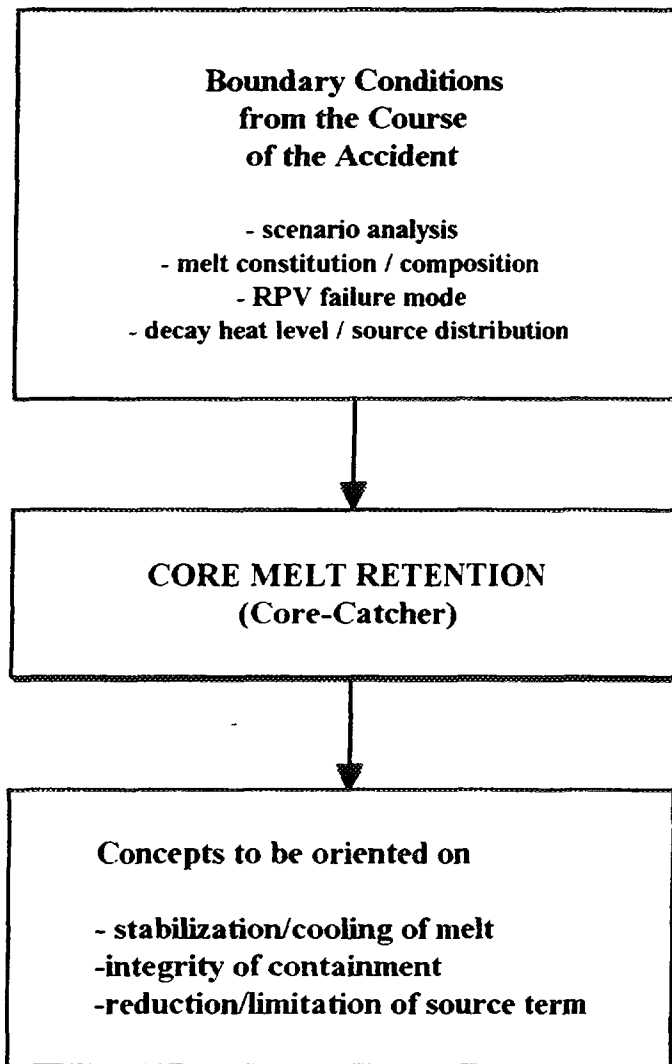 Boundary Conditions
from the Course
of the Accident
- scenario analysis
- melt constitution / composition
- RPV failure mode
- decay heat level / source distribution
CORE MELT RETENTION
(Core-Catcher)
Concepts to be oriented on
- stabilization/cooling of melt
-integrity of containment
-reduction/limitation of source term